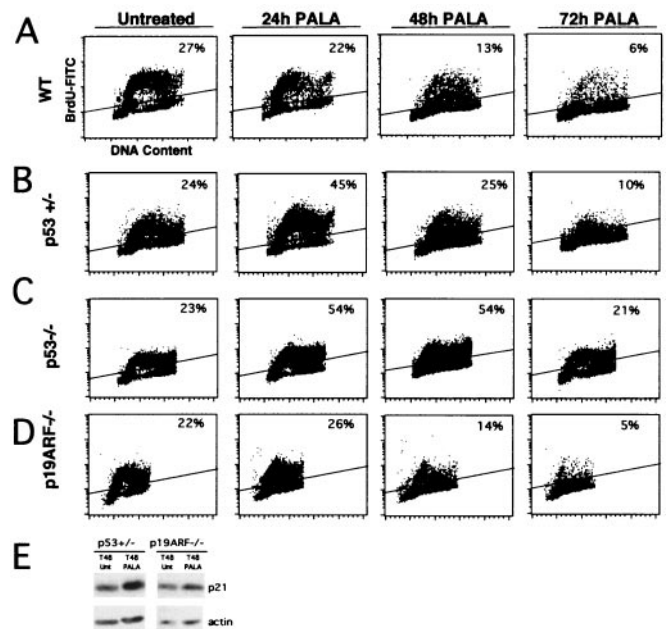 Untreated 24h PALA 48h PALA 72h PALA
A
WT
BrdU-FITC
27% 22% 13% 6%
DNA Content
B
p53 +/-
24% 45% 25% 10%
C
p53-/-
23% 54% 54% 21%
D
p19ARF-/-
22% 26% 14% 5%
E
p53+/- p19ARF-/-
T48 T48 T48 T48
Unt PALA Unt PALA
p21
actin